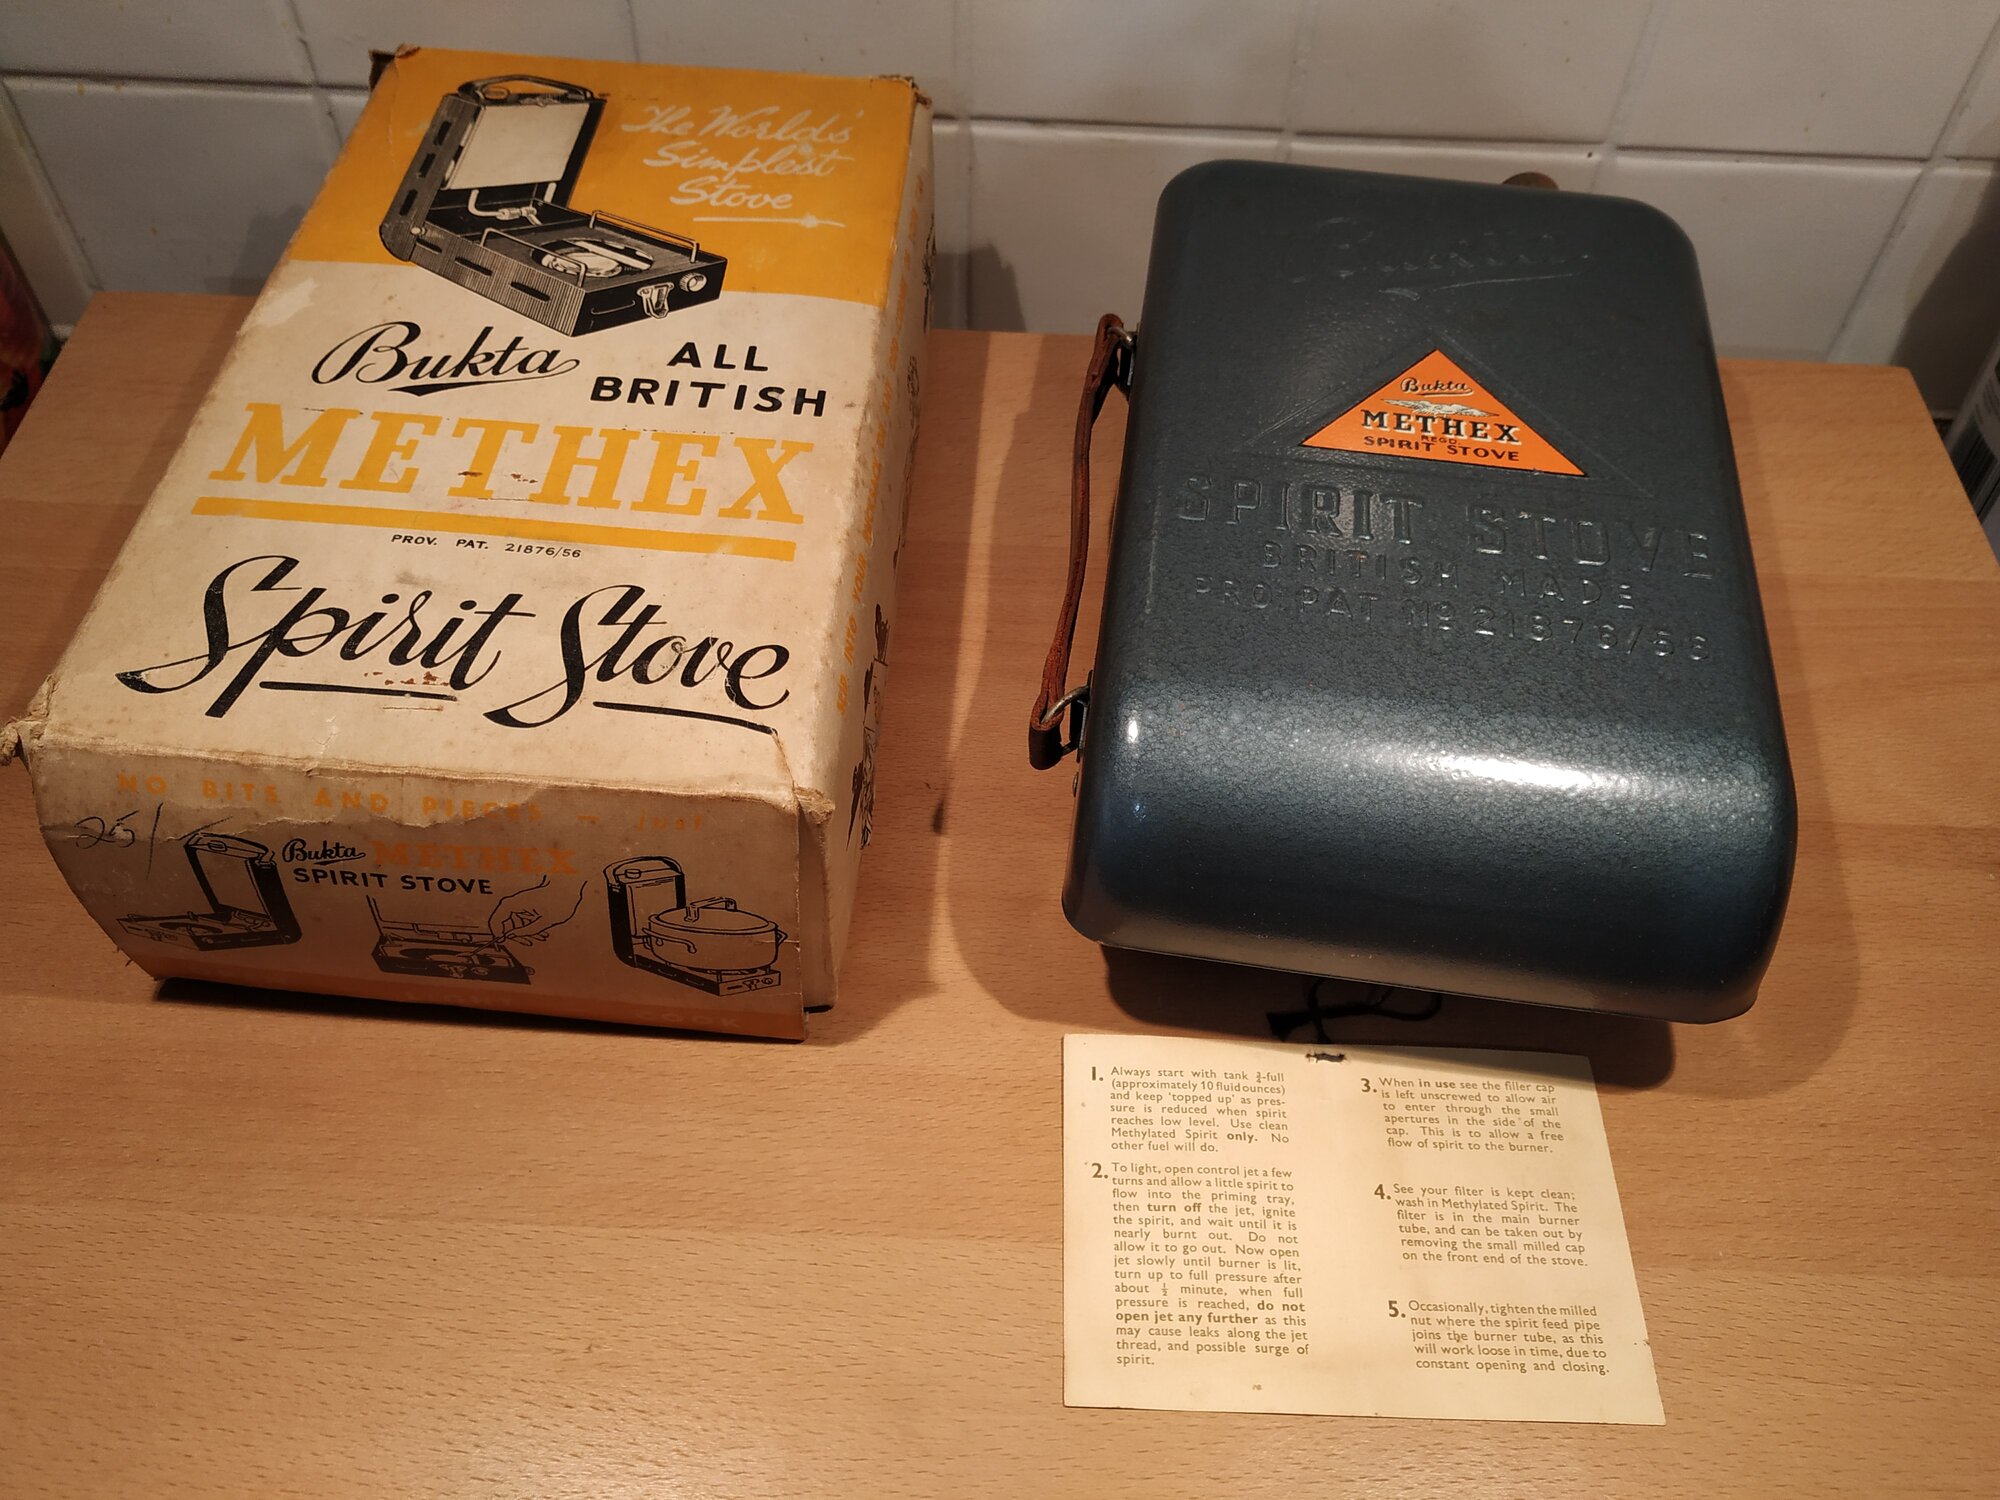 The Worlds'
Simplest
Stove
Bukta ALL
BRITISH
METHEX
PROV. PAT. 21876/56
Spirit Stove
NO BITS AND PIECES - just
25/
Bukta METHEX
SPIRIT STOVE
COOK
INTO YOUR
Bukta
Bukta
METHEX
REGD.
SPIRIT STOVE
SPIRIT STOVE
BRITISH MADE
PRO. PAT. No 21876/56
1. Always start with tank ¾-full
(approximately 10 fluid ounces)
and keep 'topped up' as pres-
sure is reduced when spirit
reaches low level. Use clean
Methylated Spirit only. No
other fuel will do.
2. To light, open control jet a few
turns and allow a little spirit to
flow into the priming tray,
then turn off the jet, ignite
the spirit, and wait until it is
nearly burnt out. Do not
allow it to go out. Now open
jet slowly until burner is lit,
turn up to full pressure after
about ½ minute, when full
pressure is reached, do not
open jet any further as this
may cause leaks along the jet
thread, and possible surge of
spirit.
3. When in use see the filler cap
is left unscrewed to allow air
to enter through the small
apertures in the side of the
cap. This is to allow a free
flow of spirit to the burner.
4. See your filter is kept clean;
wash in Methylated Spirit. The
filter is in the main burner
tube, and can be taken out by
removing the small milled cap
on the front end of the stove.
5. Occasionally, tighten the milled
nut where the spirit feed pipe
joins the burner tube, as this
will work loose in time, due to
constant opening and closing.